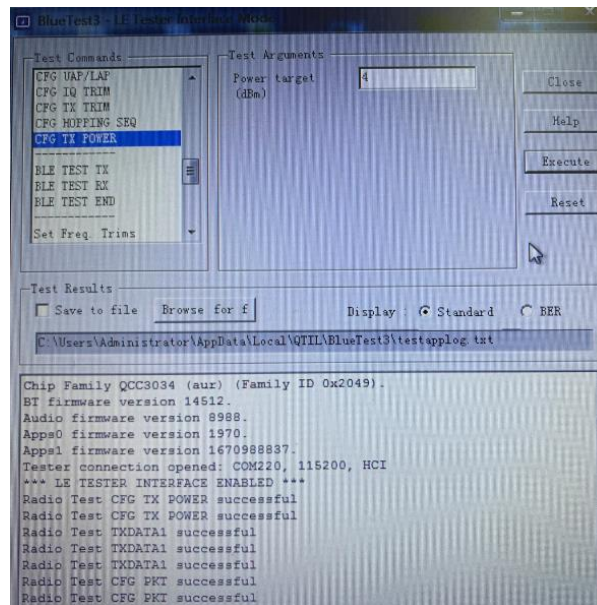 BlueTest3 - LE Tester Interface Mode
Test Commands
CFG UAP/LAP
CFG IQ TRIM
CFG TX TRIM
CFG HOPPING SEQ
CFG TX POWER
BLE TEST TX
BLE TEST RX
BLE TEST END
Set Freq. Trims
Test Arguments
Power target
(dBm)
4
Close
Help
Execute
Reset
Test Results
Save to file
Browse for f
Display :
Standard
BER
C:\Users\Administrator\AppData\Local\QTIL\BlueTest3\testapplog.txt
Chip Family QCC3034 (aur) (Family ID 0x2049).
BT firmware version 14512.
Audio firmware version 8988.
Apps0 firmware version 1970.
Apps1 firmware version 1670988837.
Tester connection opened: COM220, 115200, HCI
*** LE TESTER INTERFACE ENABLED ***
Radio Test CFG TX POWER successful
Radio Test CFG TX POWER successful
Radio Test TXDATA1 successful
Radio Test TXDATA1 successful
Radio Test TXDATA1 successful
Radio Test CFG PKT successful
Radio Test CFG PKT successful